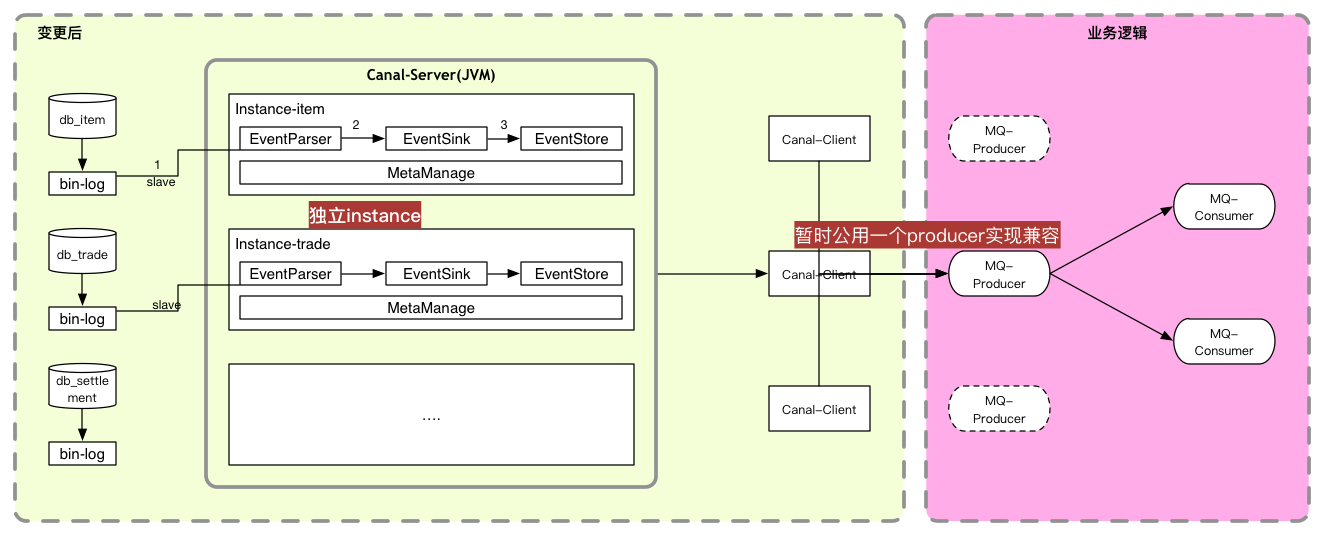 变更后
Canal-Server(JVM)
db_item
bin-log
1
slave
Instance-item
EventParser
2
EventSink
3
EventStore
MetaManage
独立instance
db_trade
bin-log
slave
Instance-trade
EventParser
EventSink
EventStore
MetaManage
db_settle
ment
bin-log
....
Canal-Client
Canal-Client
Canal-Client
业务逻辑
MQ-
Producer
暂时公用一个producer实现兼容
MQ-
Producer
MQ-
Producer
MQ-
Consumer
MQ-
Consumer